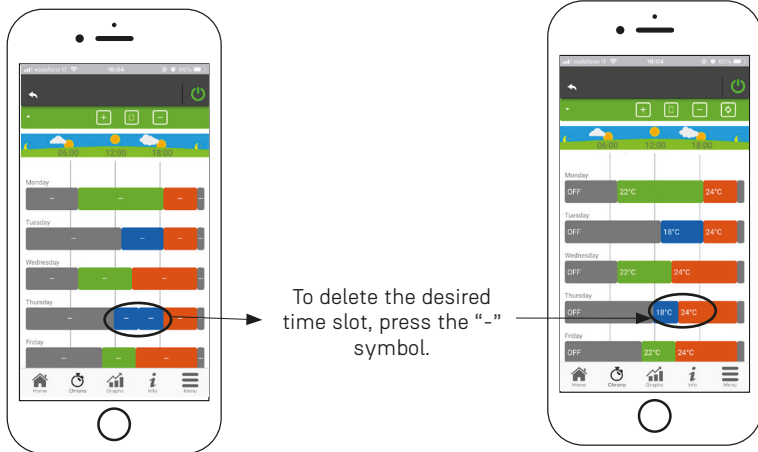 vodafone IT 16:04 60%
06:00 12:00 18:00
Monday
– – –
Tuesday
– – –
Wednesday
– – –
Thursday
– – – –
Friday
– – –
Home Chrono Graphs Info Menu
To delete the desired
time slot, press the “-”
symbol.
vodafone IT 16:04 60%
06:00 12:00 18:00
Monday
OFF 22°C 24°C
Tuesday
OFF 18°C 24°C
Wednesday
OFF 22°C 24°C
Thursday
OFF 18°C 24°C
Friday
OFF 22°C 24°C
Home Chrono Graphs Info Menu